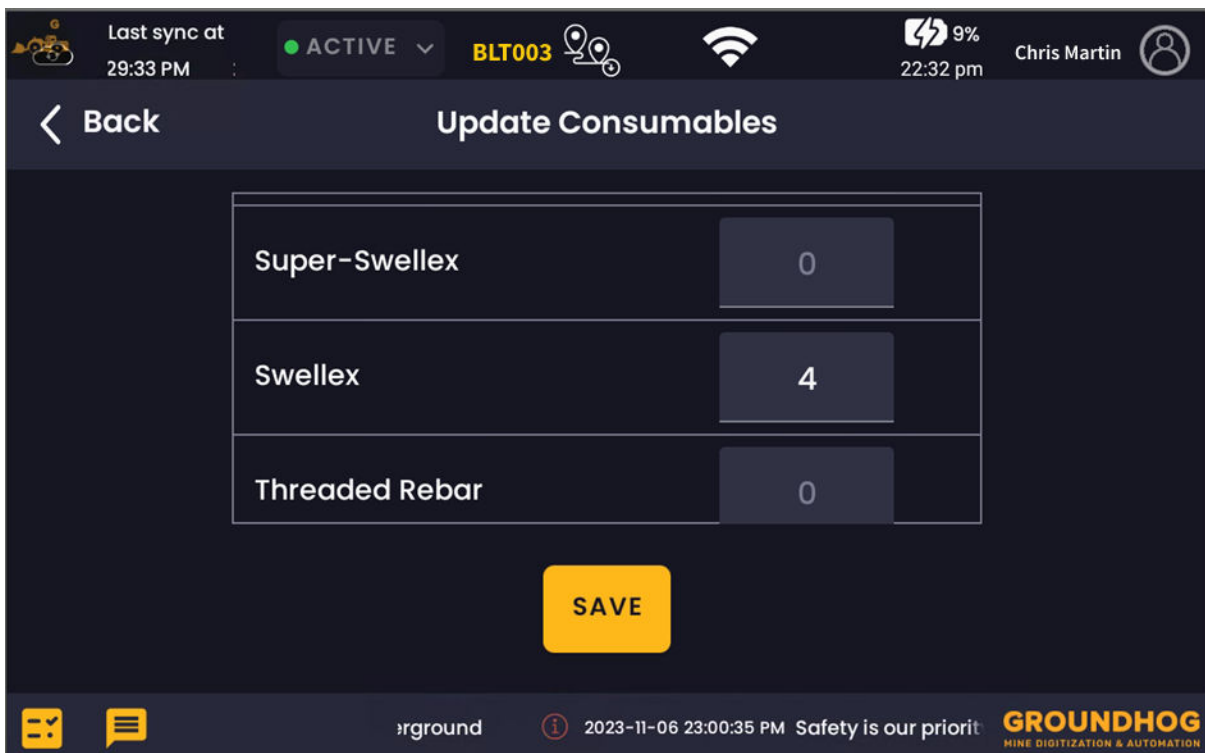 G
Last sync at
29:33 PM :
ACTIVE
BLT003
9%
22:32 pm
Chris Martin
Back
Update Consumables
Super-Swellex
0
Swellex
4
Threaded Rebar
0
SAVE
erground
2023-11-06 23:00:35 PM Safety is our priorit
GROUNDHOG
MINE DIGITIZATION & AUTOMATION